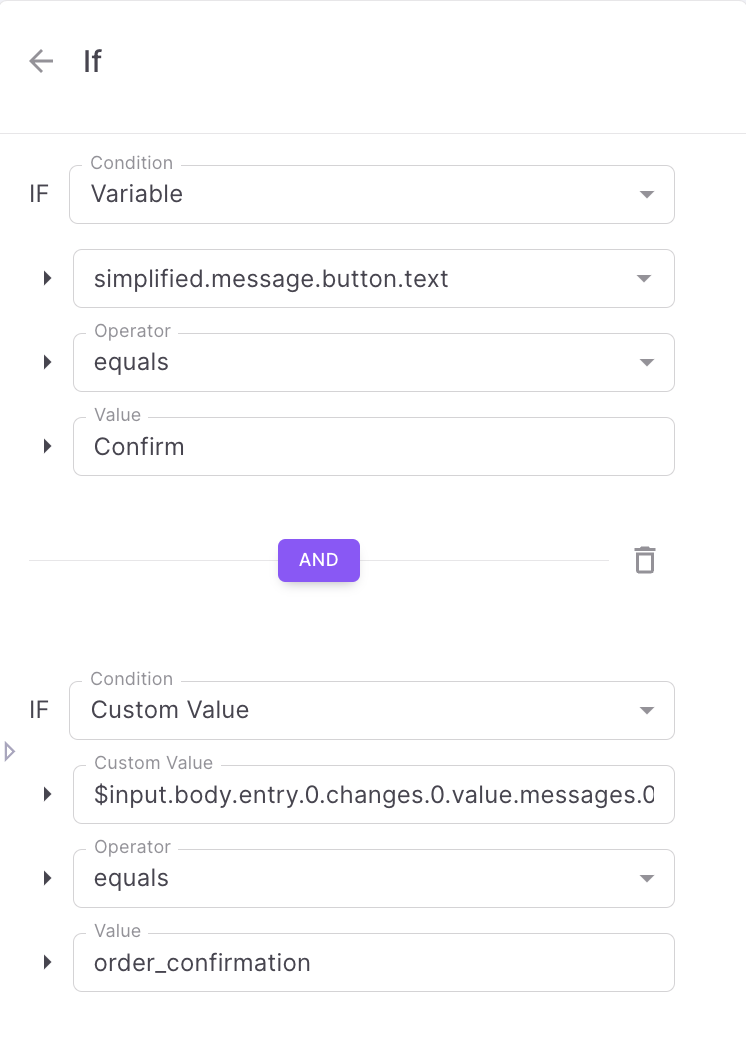 If
Condition
IF Variable
simplified.message.button.text
Operator
equals
Value
Confirm
AND
Condition
IF Custom Value
Custom Value
$input.body.entry.0.changes.0.value.messages.0
Operator
equals
Value
order_confirmation